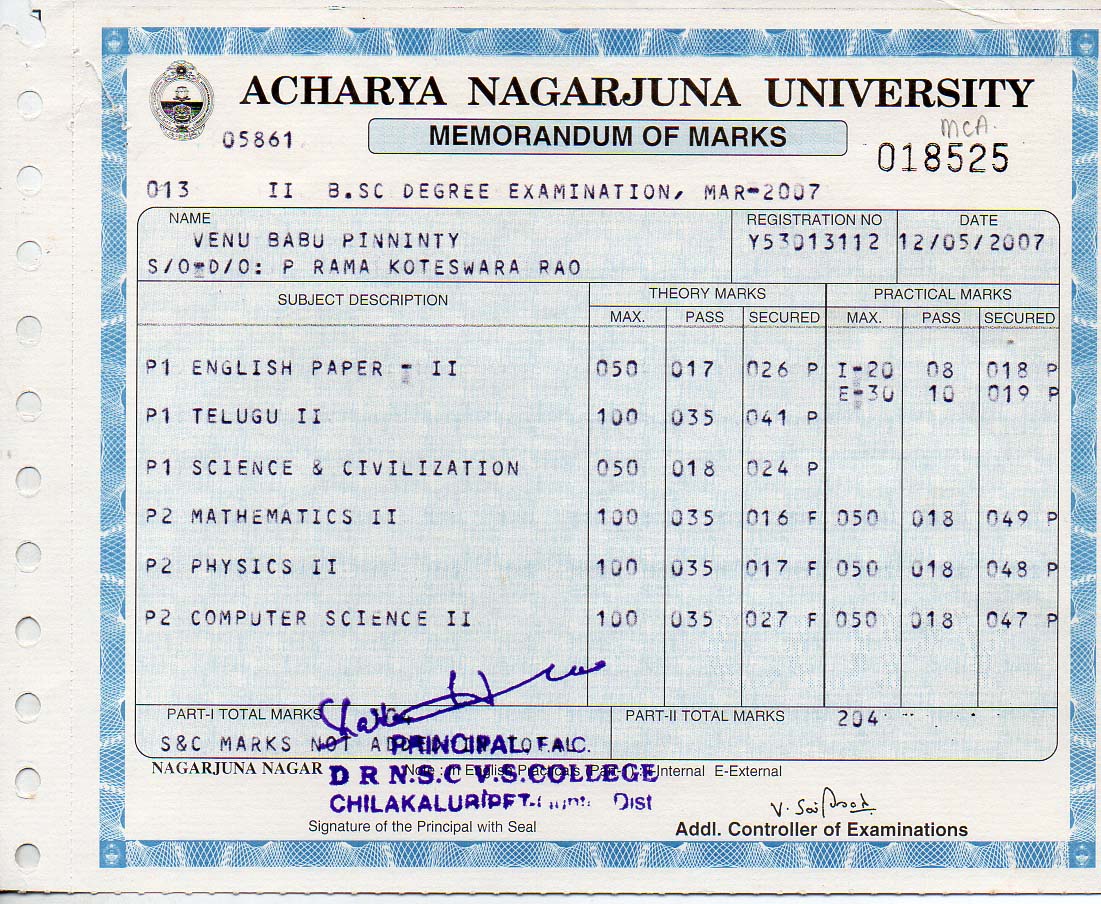 ACHARYA NAGARJUNA UNIVERSITY
05861 MEMORANDUM OF MARKS MCA.
018525
013 II B.SC DEGREE EXAMINATION, MAR-2007
NAME REGISTRATION NO DATE
VENU BABU PINNINTY Y53013112 12/05/2007
S/O-D/O: P RAMA KOTESWARA RAO
SUBJECT DESCRIPTION THEORY MARKS PRACTICAL MARKS
MAX. PASS SECURED MAX. PASS SECURED
P1 ENGLISH PAPER - II 050 017 026 P I-20 08 018 P
E-30 10 019 P
P1 TELUGU II 100 035 041 P
P1 SCIENCE & CIVILIZATION 050 018 024 P
P2 MATHEMATICS II 100 035 016 F 050 018 049 P
P2 PHYSICS II 100 035 017 F 050 018 048 P
P2 COMPUTER SCIENCE II 100 035 027 F 050 018 047 P
PART-I TOTAL MARKS PART-II TOTAL MARKS 204
S&C MARKS NOT TOTAL
PRINCIPAL, F.A.C.
NAGARJUNA NAGAR Note : In English Practicals (Part-I) I-Internal E-External
D R N.S.C V.S.COLLEGE
CHILAKALURIPET Dist
Signature of the Principal with Seal Addl. Controller of Examinations